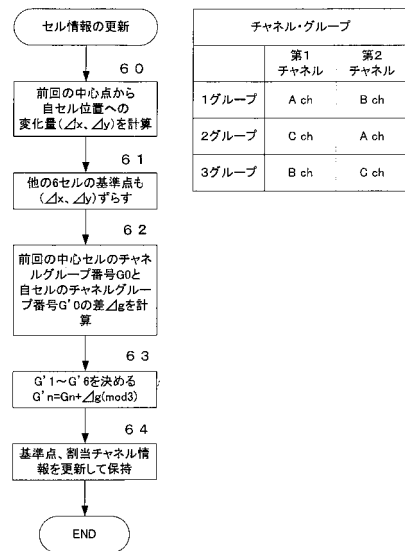 セル情報の更新
60
前回の中心点から
自セル位置への
変化量(⊿x、⊿y)を計算
61
他の6セルの基準点も
(⊿x、⊿y)ずらす
62
前回の中心セルのチャネ
ルグループ番号G0と
自セルのチャネルグルー
プ番号G'0の差⊿gを計
算
63
G'1～G'6を決める
G'n=Gn+⊿g(mod3)
64
基準点、割当チャネル情
報を更新して保持
END
チャネル・グループ
第1 第2
チャネル チャネル
1グループ A ch B ch
2グループ C ch A ch
3グループ B ch C ch